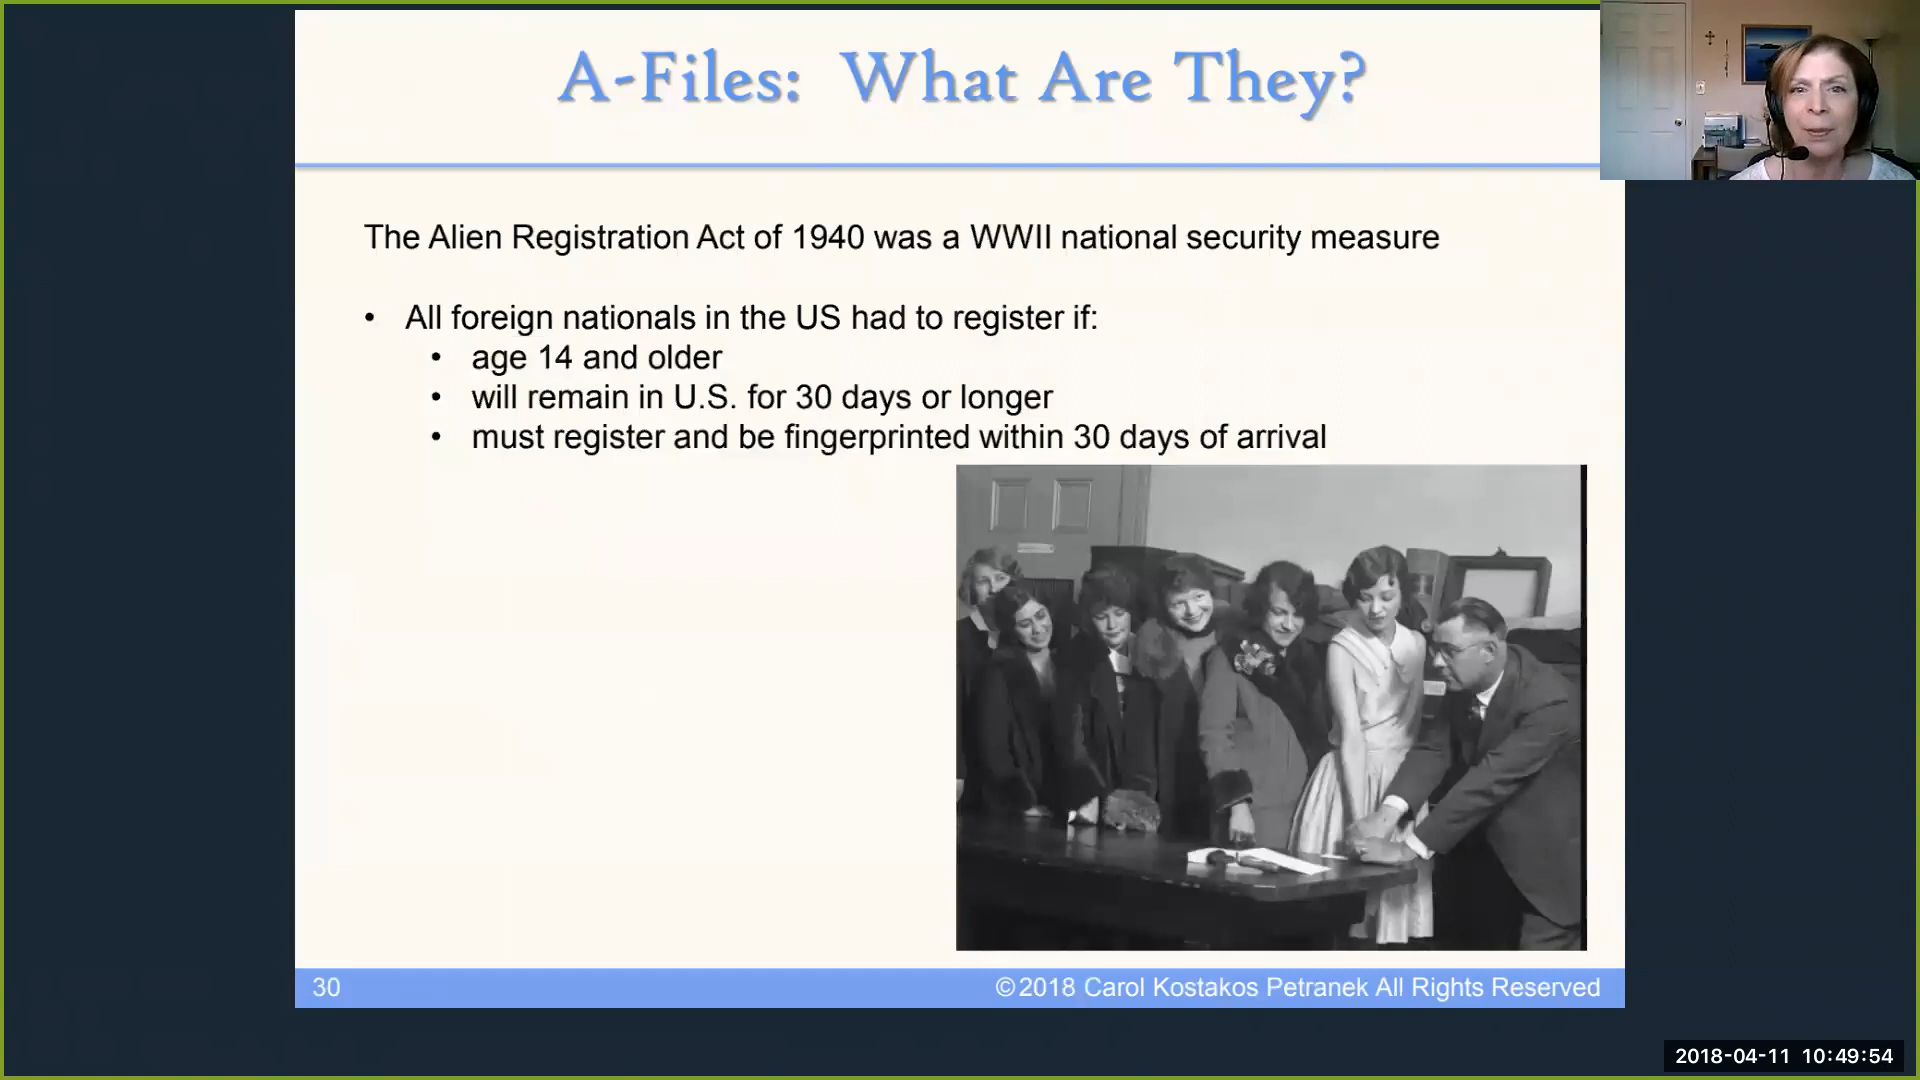 A-Files: What Are They?
The Alien Registration Act of 1940 was a WWII national security measure
• All foreign nationals in the US had to register if:
• age 14 and older
• will remain in U.S. for 30 days or longer
• must register and be fingerprinted within 30 days of arrival
30
©2018 Carol Kostakos Petranek All Rights Reserved
2018-04-11 10:49:54